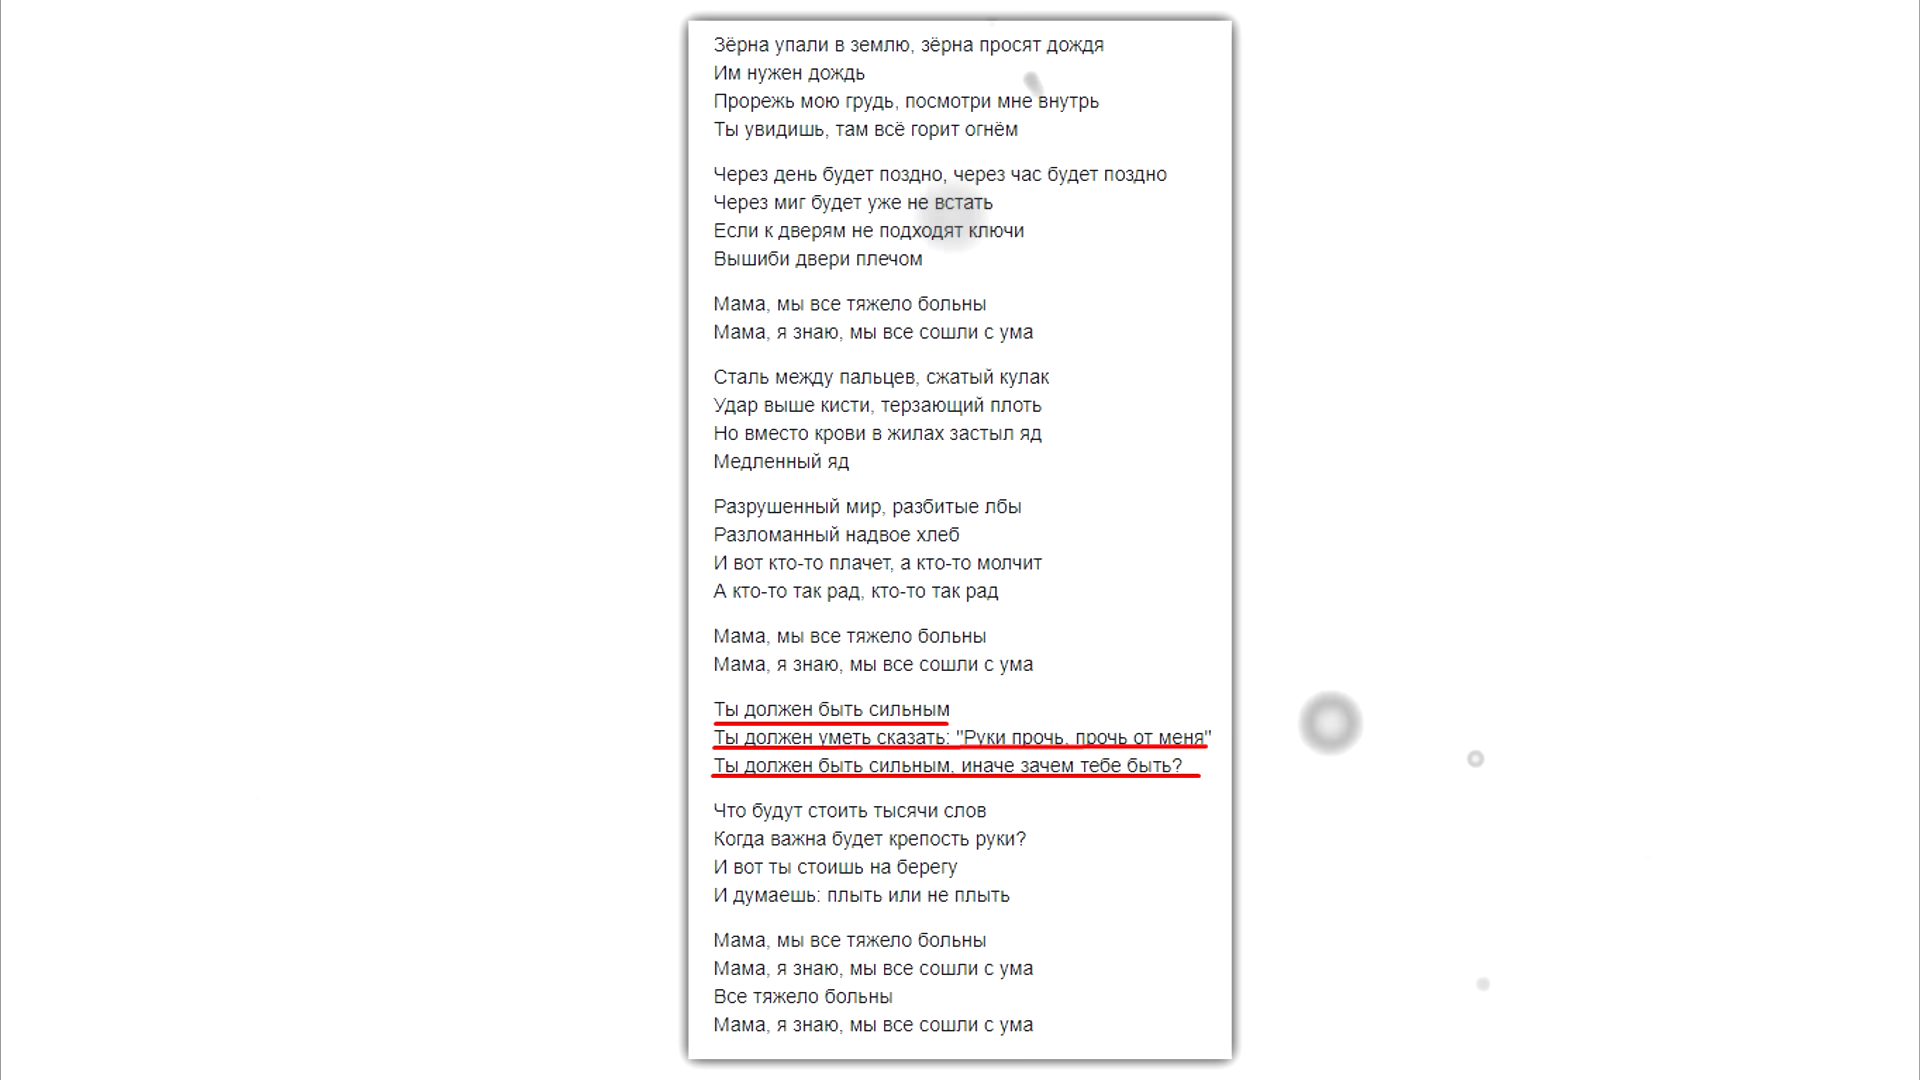 Зёрна упали в землю, зёрна просят дождя
Им нужен дождь
Прорежь мою грудь, посмотри мне внутрь
Ты увидишь, там всё горит огнём
Через день будет поздно, через час будет поздно
Через миг будет уже не встать
Если к дверям не подходят ключи
Вышиби двери плечом
Мама, мы все тяжело больны
Мама, я знаю, мы все сошли с ума
Сталь между пальцев, сжатый кулак
Удар выше кисти, терзающий плоть
Но вместо крови в жилах застыл яд
Медленный яд
Разрушенный мир, разбитые лбы
Разломанный надвое хлеб
И вот кто-то плачет, а кто-то молчит
А кто-то так рад, кто-то так рад
Мама, мы все тяжело больны
Мама, я знаю, мы все сошли с ума
Ты должен быть сильным
Ты должен уметь сказать: "Руки прочь, прочь от меня"
Ты должен быть сильным, иначе зачем тебе быть?
Что будут стоить тысячи слов
Когда важна будет крепость руки?
И вот ты стоишь на берегу
И думаешь: плыть или не плыть
Мама, мы все тяжело больны
Мама, я знаю, мы все сошли с ума
Все тяжело больны
Мама, я знаю, мы все сошли с ума